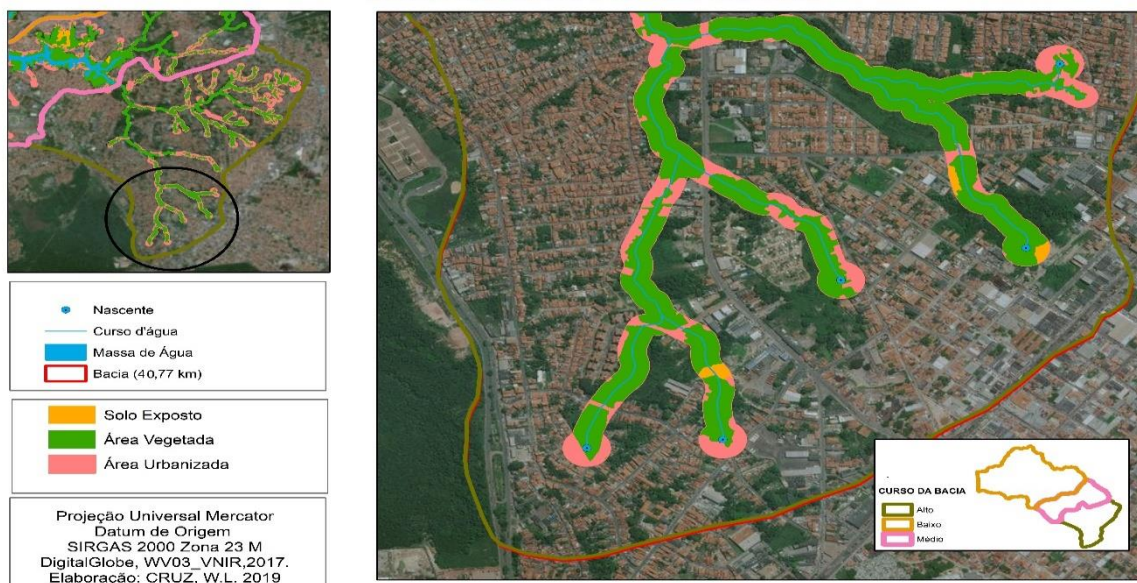 Nascente
Curso d'água
Massa de Água
Bacia (40,77 km)
Solo Exposto
Área Vegetada
Área Urbanizada
Projeção Universal Mercator
Datum de Origem
SIRGAS 2000 Zona 23 M
DigitalGlobe, WV03_VNIR,2017.
Elaboração: CRUZ, W.L. 2019
CURSO DA BACIA
Alto
Baixo
Médio